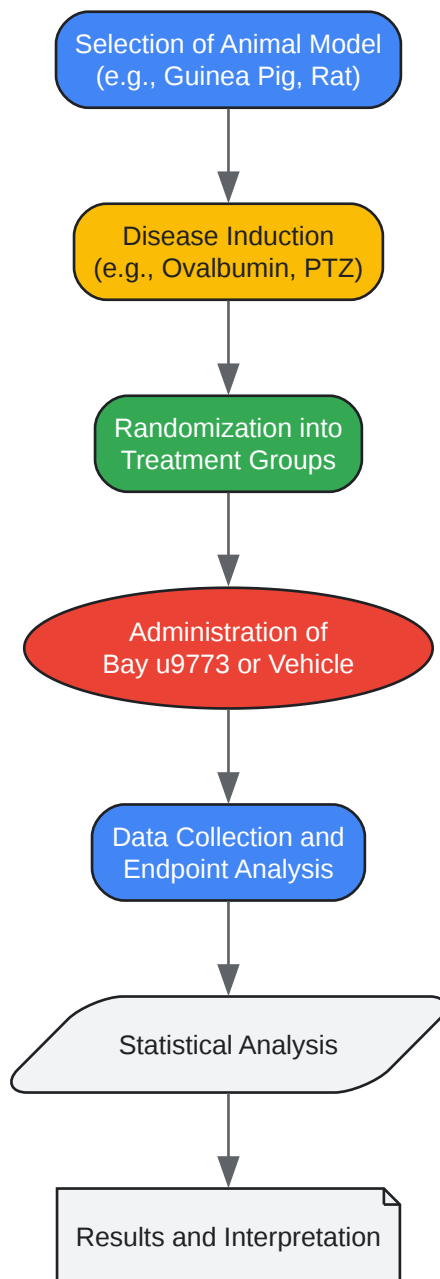 Selection of Animal Model
(e.g., Guinea Pig, Rat)
Disease Induction
(e.g., Ovalbumin, PTZ)
Randomization into
Treatment Groups
Administration of
Bay u9773 or Vehicle
Data Collection and
Endpoint Analysis
Statistical Analysis
Results and Interpretation